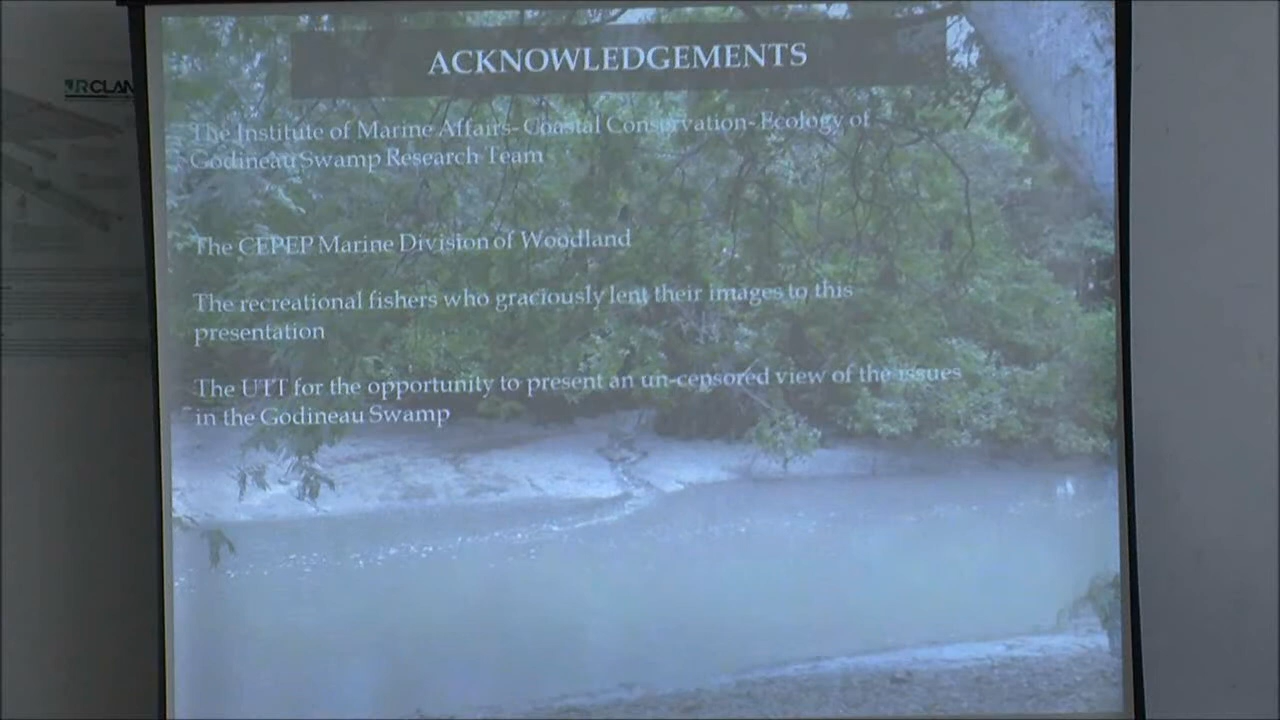 ACKNOWLEDGEMENTS
The Institute of Marine Affairs- Coastal Conservation- Ecology of
Godineau Swamp Research Team
The CEPEP Marine Division of Woodland
The recreational fishers who graciously lent their images to this
presentation
The UTT for the opportunity to present an un-censored view of the issues
in the Godineau Swamp